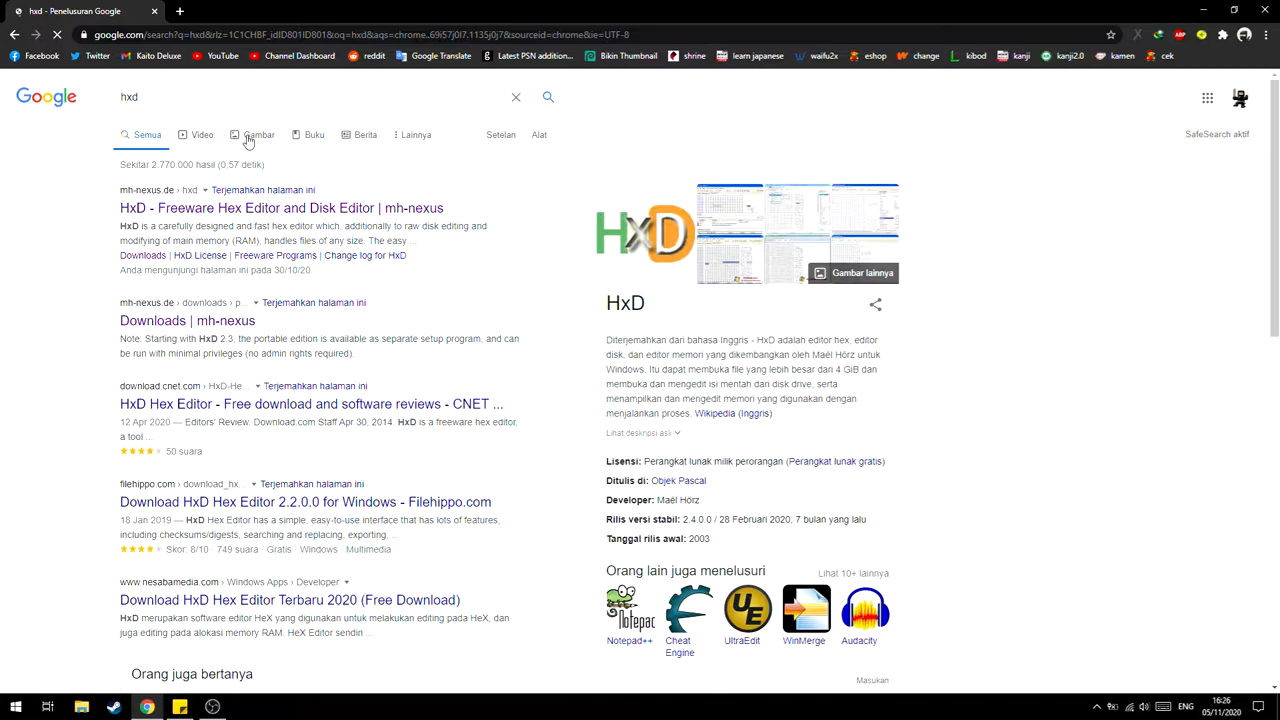 hxd - Penelusuran Google
google.com/search?q=hxd&rlz=1C1CHBF_idID801ID801&oq=hxd&aqs=chrome..69i57j0l7.1135j0j7&sourceid=chrome&ie=UTF-8
Facebook Twitter Kaito Deluxe YouTube Channel Dashboard reddit Google Translate Latest PSN addition... Bikin Thumbnail shrine learn japanese waifu2x eshop change kibod kanji kanji2.0 kamen cek
Google
hxd
Semua Video Gambar Buku Berita Lainnya Setelan Alat
SafeSearch aktif
Sekitar 2.770.000 hasil (0,57 detik)
mh-nexus.de › hxd Terjemahkan halaman ini
HxD - Freeware Hex Editor and Disk Editor | mh-nexus
HxD is a carefully designed and fast hex editor which, additionally to raw disk editing and
modifying of main memory (RAM), handles files of any size. The easy ...
Downloads | HxD License | Freeware Programs | Change log for HxD
Anda mengunjungi halaman ini pada 30/10/20
mh-nexus.de › downloads › p... Terjemahkan halaman ini
Downloads | mh-nexus
Note: Starting with HxD 2.3, the portable edition is available as separate setup program, and can
be run with minimal privileges (no admin rights required).
download.cnet.com › HxD-He... Terjemahkan halaman ini
HxD Hex Editor - Free download and software reviews - CNET ...
12 Apr 2020 — Editors' Review. Download.com Staff Apr 30, 2014. HxD is a freeware hex editor,
a tool ...
50 suara
filehippo.com › download_hx... Terjemahkan halaman ini
Download HxD Hex Editor 2.2.0.0 for Windows - Filehippo.com
18 Jan 2019 — HxD Hex Editor has a simple, easy-to-use interface that has lots of features,
including checksums/digests, searching and replacing, exporting, ...
Skor: 8/10 · 749 suara · Gratis · Windows · Multimedia
www.nesabamedia.com › Windows Apps › Developer
Download HxD Hex Editor Terbaru 2020 (Free Download)
HxD merupakan software editor HeX yang digunakan untuk melakukan editing pada HeX, dan
juga editing pada alokasi memory RAM. HeX Editor sendiri ...
Orang juga bertanya
HxD
Gambar lainnya
HxD
Diterjemahkan dari bahasa Inggris - HxD adalah editor hex, editor
disk, dan editor memori yang dikembangkan oleh Maël Hörz untuk
Windows. Itu dapat membuka file yang lebih besar dari 4 GiB dan
membuka dan mengedit isi mentah dari disk drive, serta
menampilkan dan mengedit memori yang digunakan dengan
menjalankan proses. Wikipedia (Inggris)
Lihat deskripsi asli
Lisensi: Perangkat lunak milik perorangan (Perangkat lunak gratis)
Ditulis di: Objek Pascal
Developer: Maël Hörz
Rilis versi stabil: 2.4.0.0 / 28 Februari 2020; 7 bulan yang lalu
Tanggal rilis awal: 2003
Orang lain juga menelusuri Lihat 10+ lainnya
Notepad++ Cheat Engine UltraEdit WinMerge Audacity
Masukan
ENG
16:26
05/11/2020